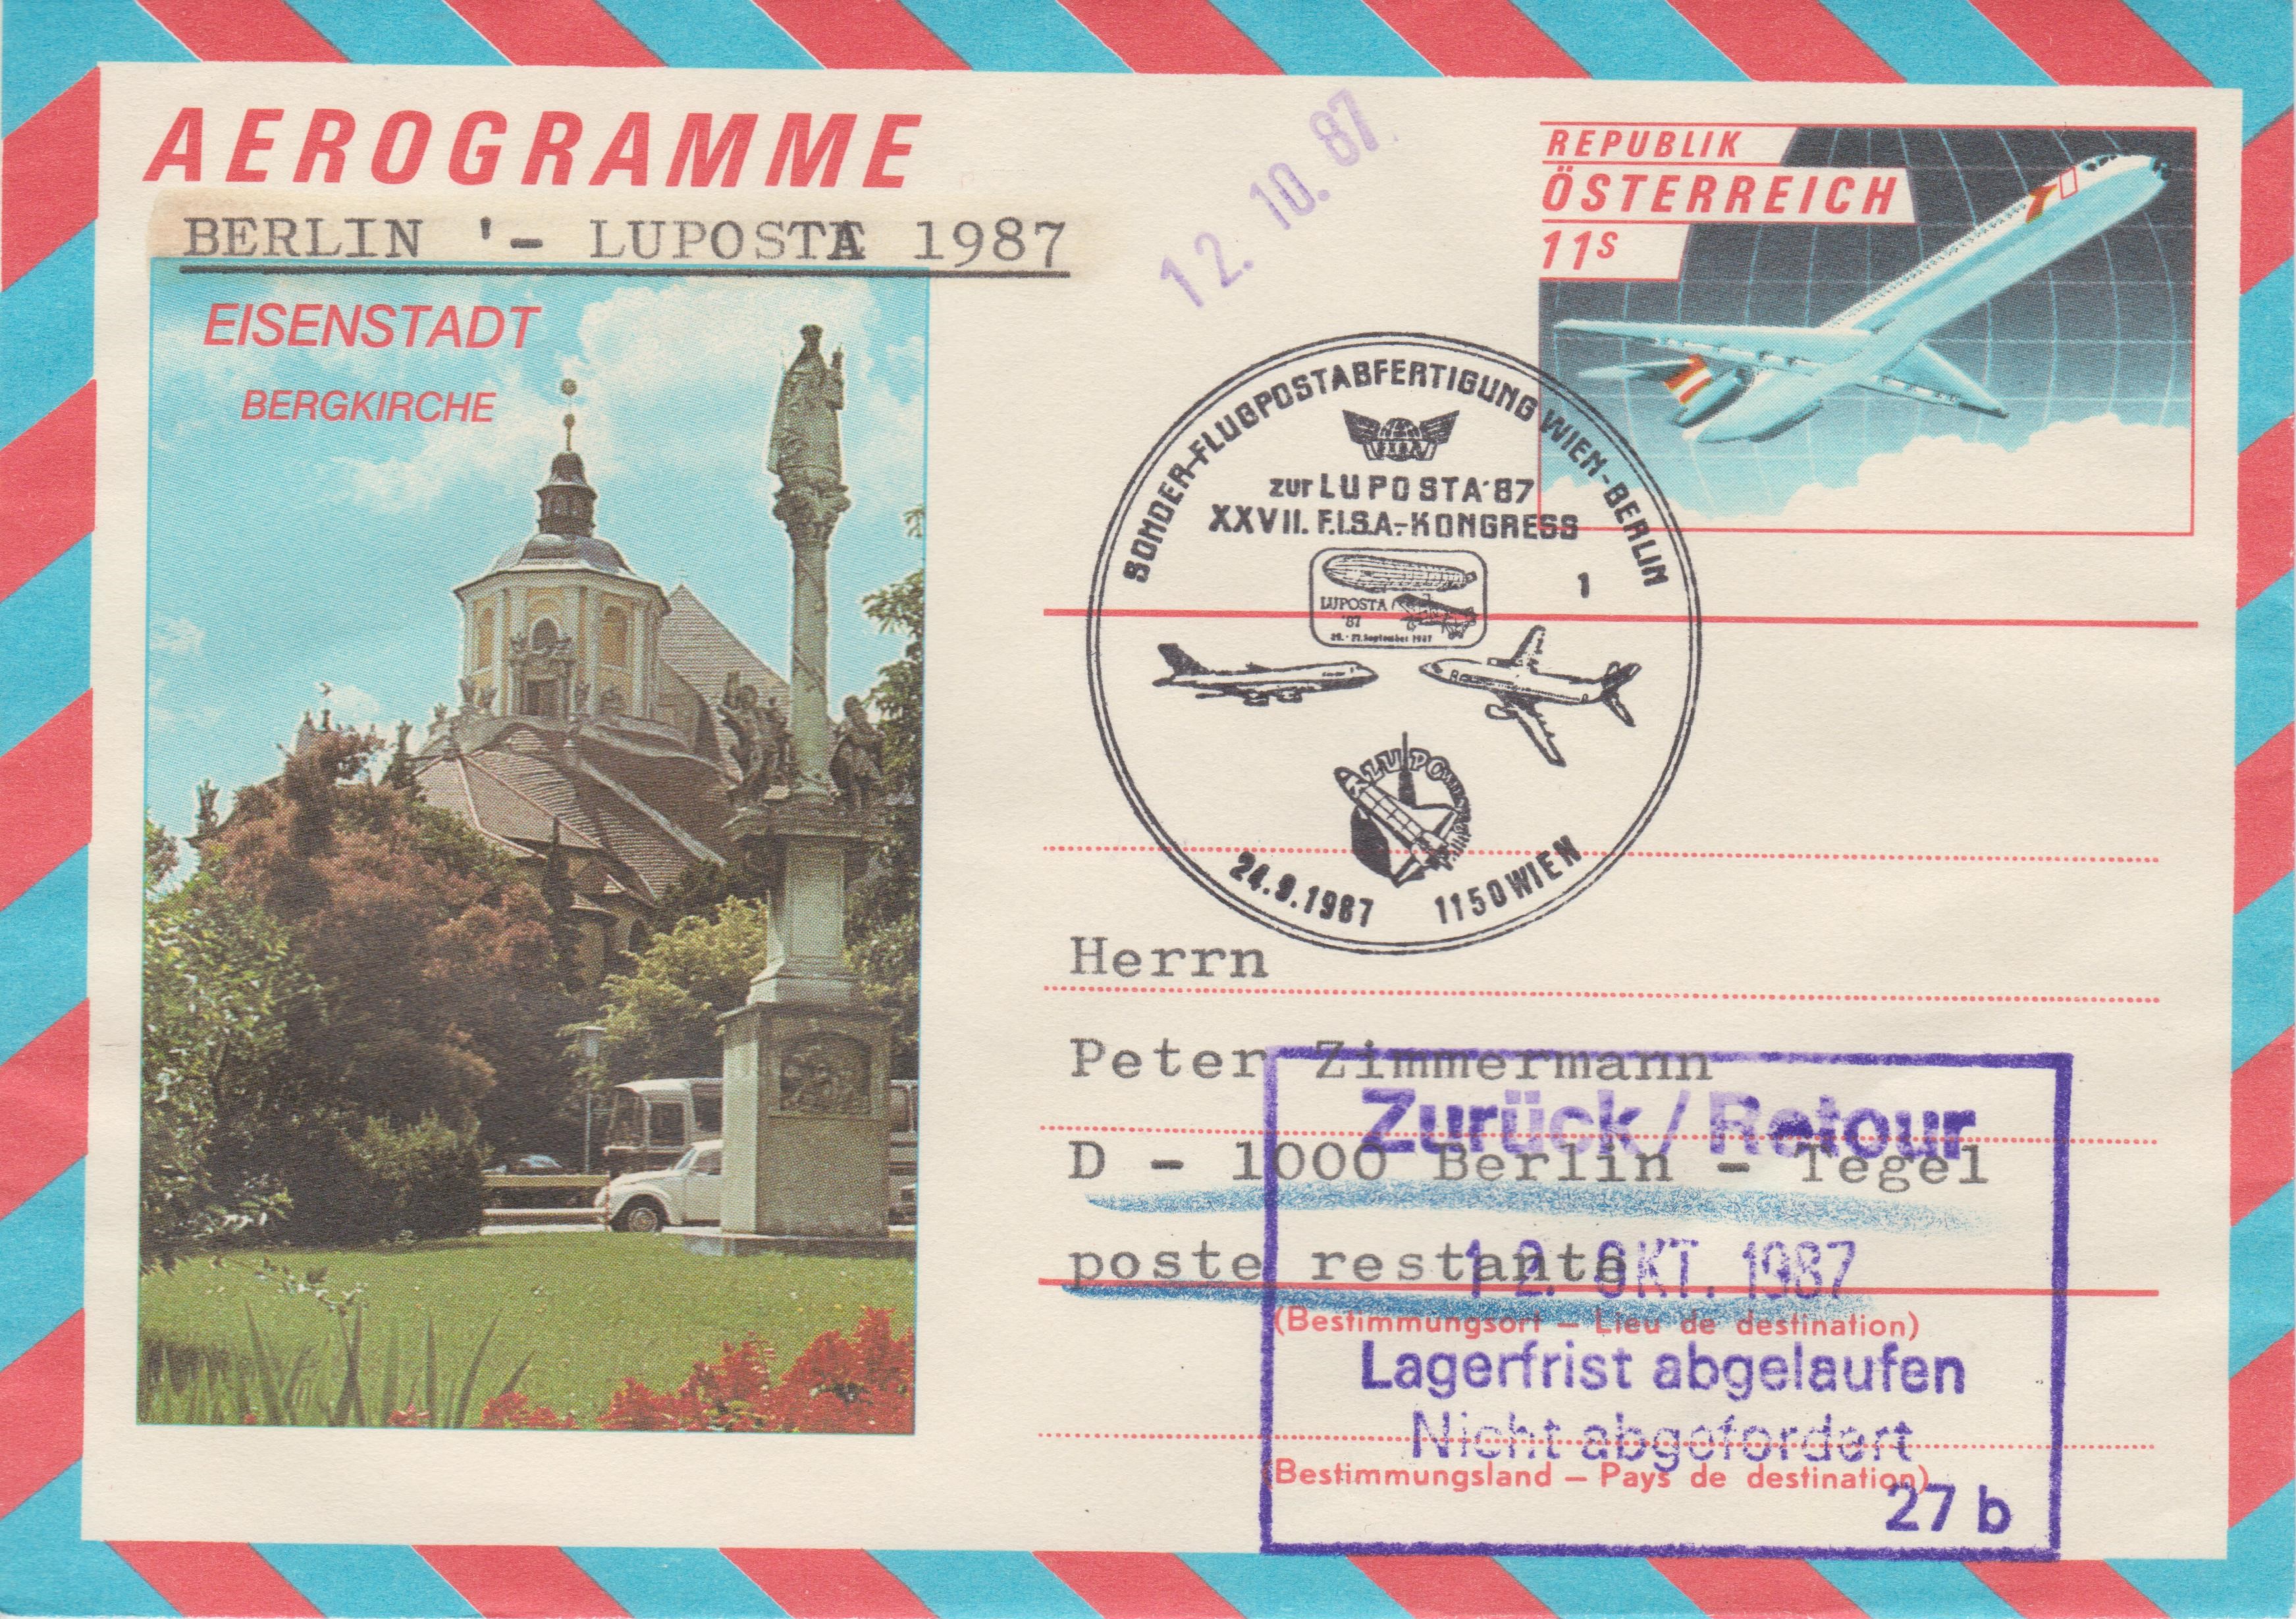 AEROGRAMME
BERLIN '- LUPOSTA 1987
EISENSTADT
BERGKIRCHE
12. 10. 87.
REPUBLIK
ÖSTERREICH
11S
SONDER-FLUGPOSTABFERTIGUNG WIEN-BERLIN
zur LUPOSTA'87
XXVII. F.I.S.A.-KONGRESS
1
LUPOSTA
'87
September 1987
24.9.1987 1150 WIEN
Herrn
Peter Zimmermann
Zurück / Retour
D - 1000 Berlin - Tegel
poste restante
12. OKT. 1987
(Bestimmungsort – Lieu de destination)
Lagerfrist abgelaufen
Nicht abgefordert
(Bestimmungsland – Pays de destination)
27 b